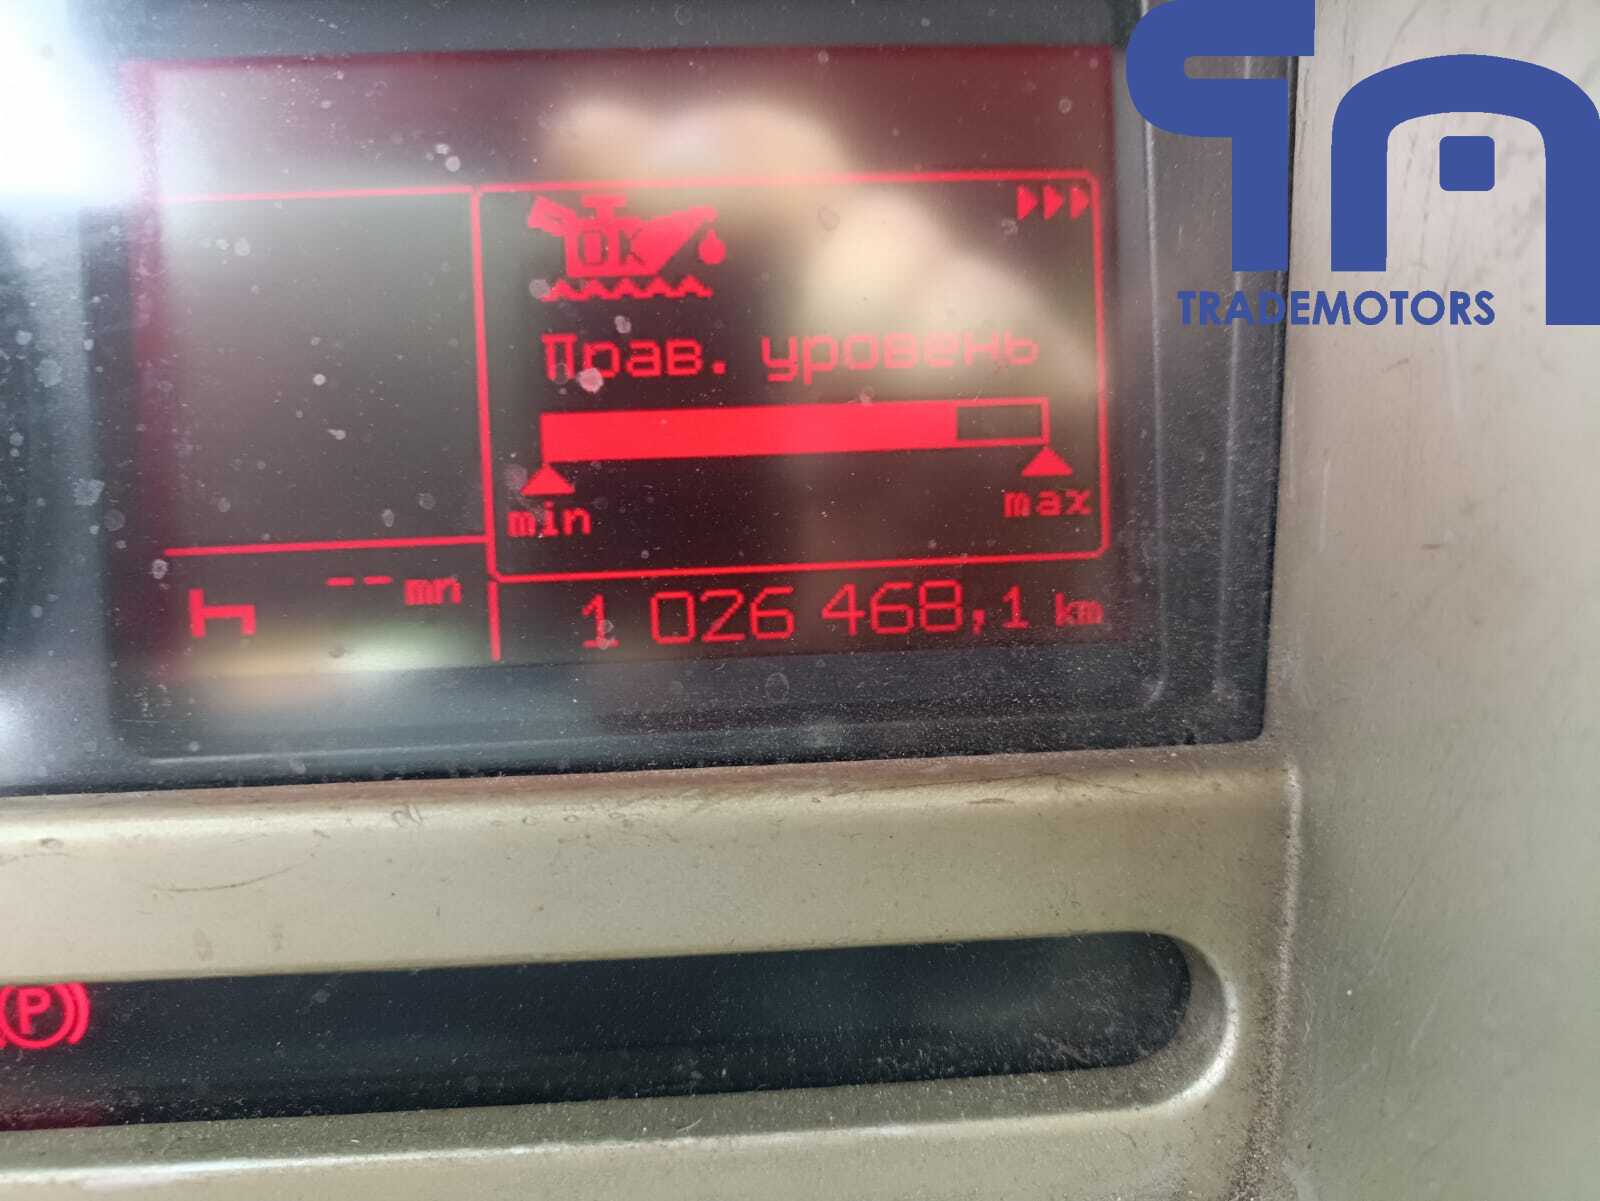 TRADEMOTORS
OK
Прав. уровень
min max
-- mn
1 026 468,1 km
P